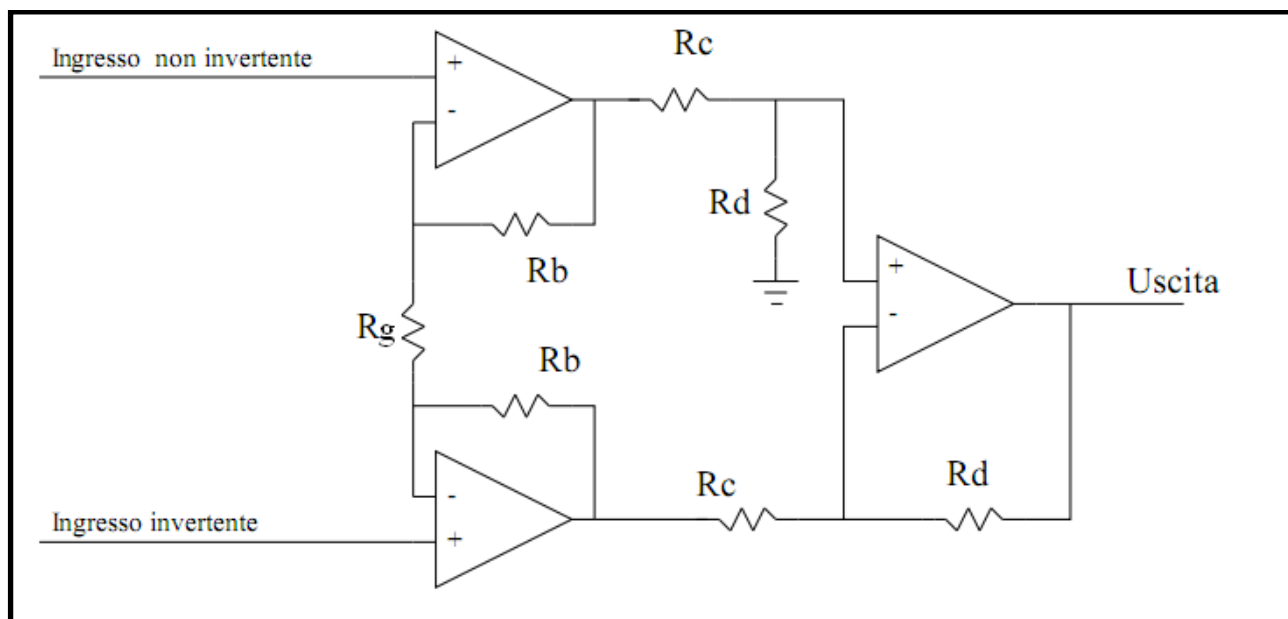 Ingresso non invertente
+
-
Rc
Rd
Rb
Rg
Rb
+
-
Uscita
-
+
Ingresso invertente
Rc
Rd